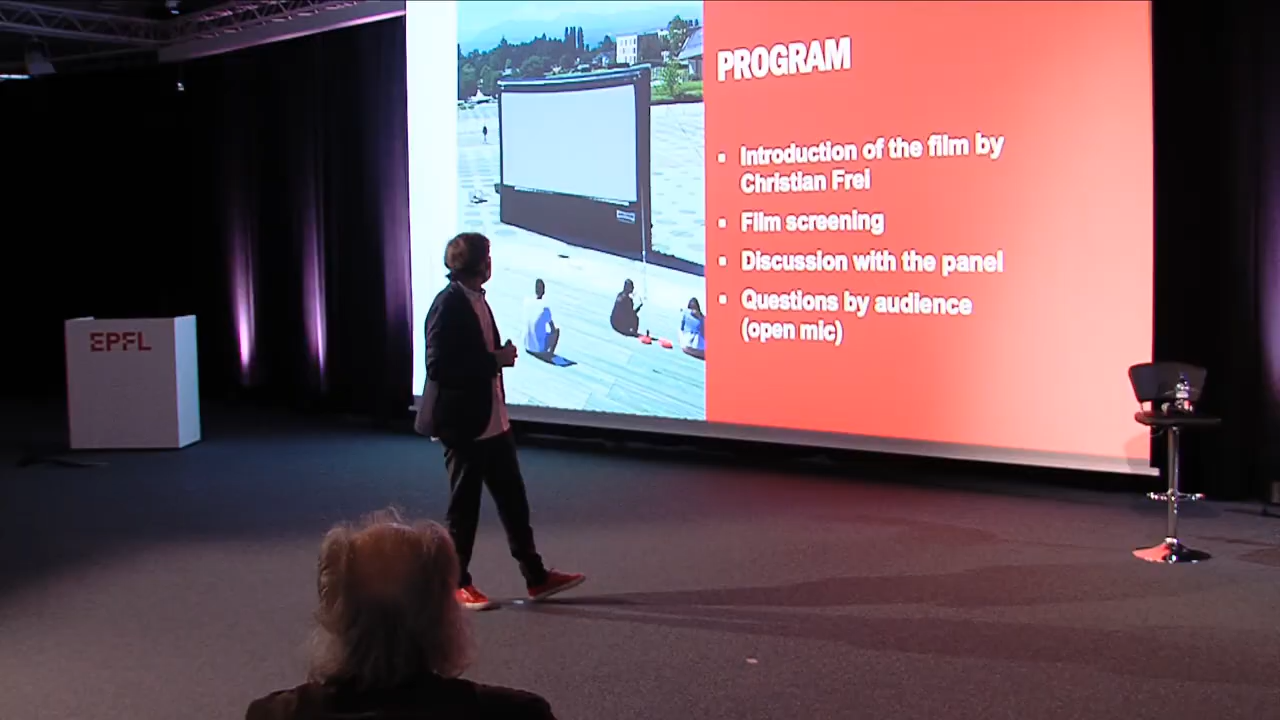 PROGRAM
Introduction of the film by
Christian Frei
Film screening
Discussion with the panel
Questions by audience
(open mic)
EPFL